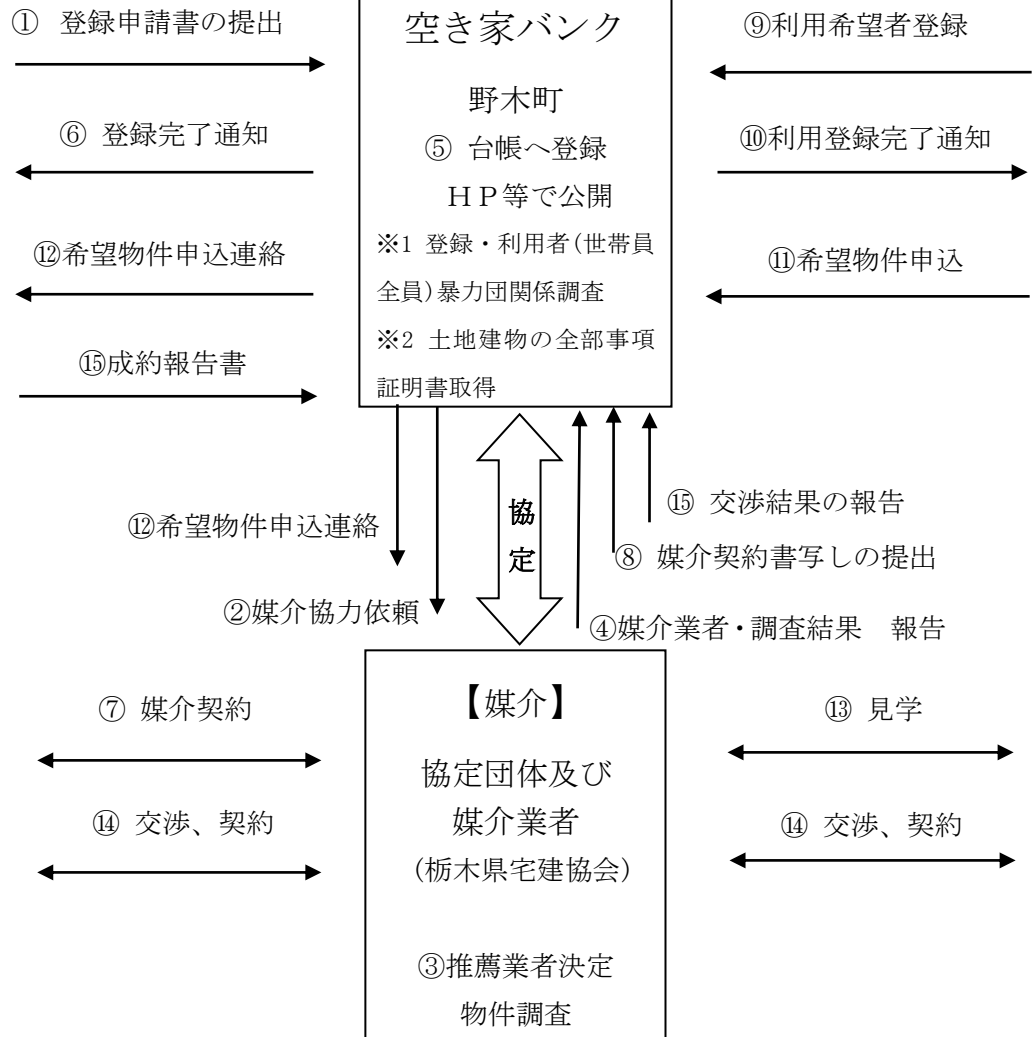 ① 登録申請書の提出
空き家バンク
⑨利用希望者登録
野木町
⑥ 登録完了通知
⑤ 台帳へ登録
⑩利用登録完了通知
ＨＰ等で公開
⑫希望物件申込連絡
※1 登録・利用者(世帯員
全員)暴力団関係調査
⑪希望物件申込
※2 土地建物の全部事項
証明書取得
⑮成約報告書
協定
⑮ 交渉結果の報告
⑫希望物件申込連絡
⑧ 媒介契約書写しの提出
②媒介協力依頼
④媒介業者・調査結果　報告
⑦ 媒介契約
【媒介】
⑬ 見学
協定団体及び
媒介業者
(栃木県宅建協会)
⑭ 交渉、契約
⑭ 交渉、契約
③推薦業者決定
物件調査